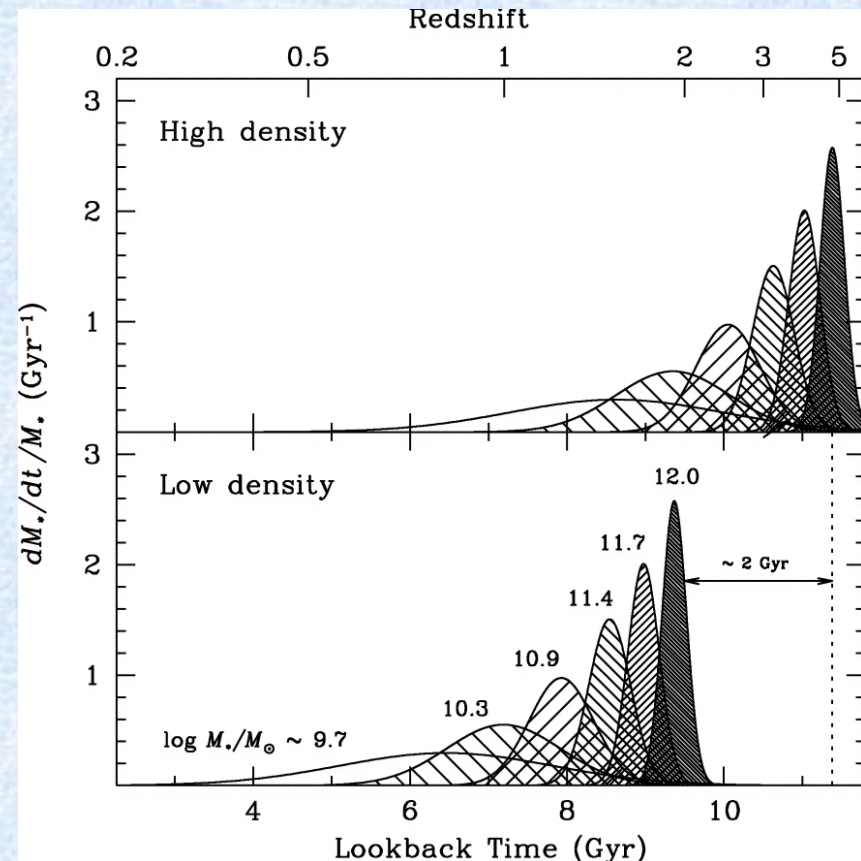 Redshift
0.2 0.5 1 2 3 5
3
High density
2
1
dM*/dt/M* (Gyr⁻¹)
3
Low density
12.0
11.7
2
~ 2 Gyr
11.4
10.9
1
10.3
log M*/M☉ ~ 9.7
4 6 8 10
Lookback Time (Gyr)